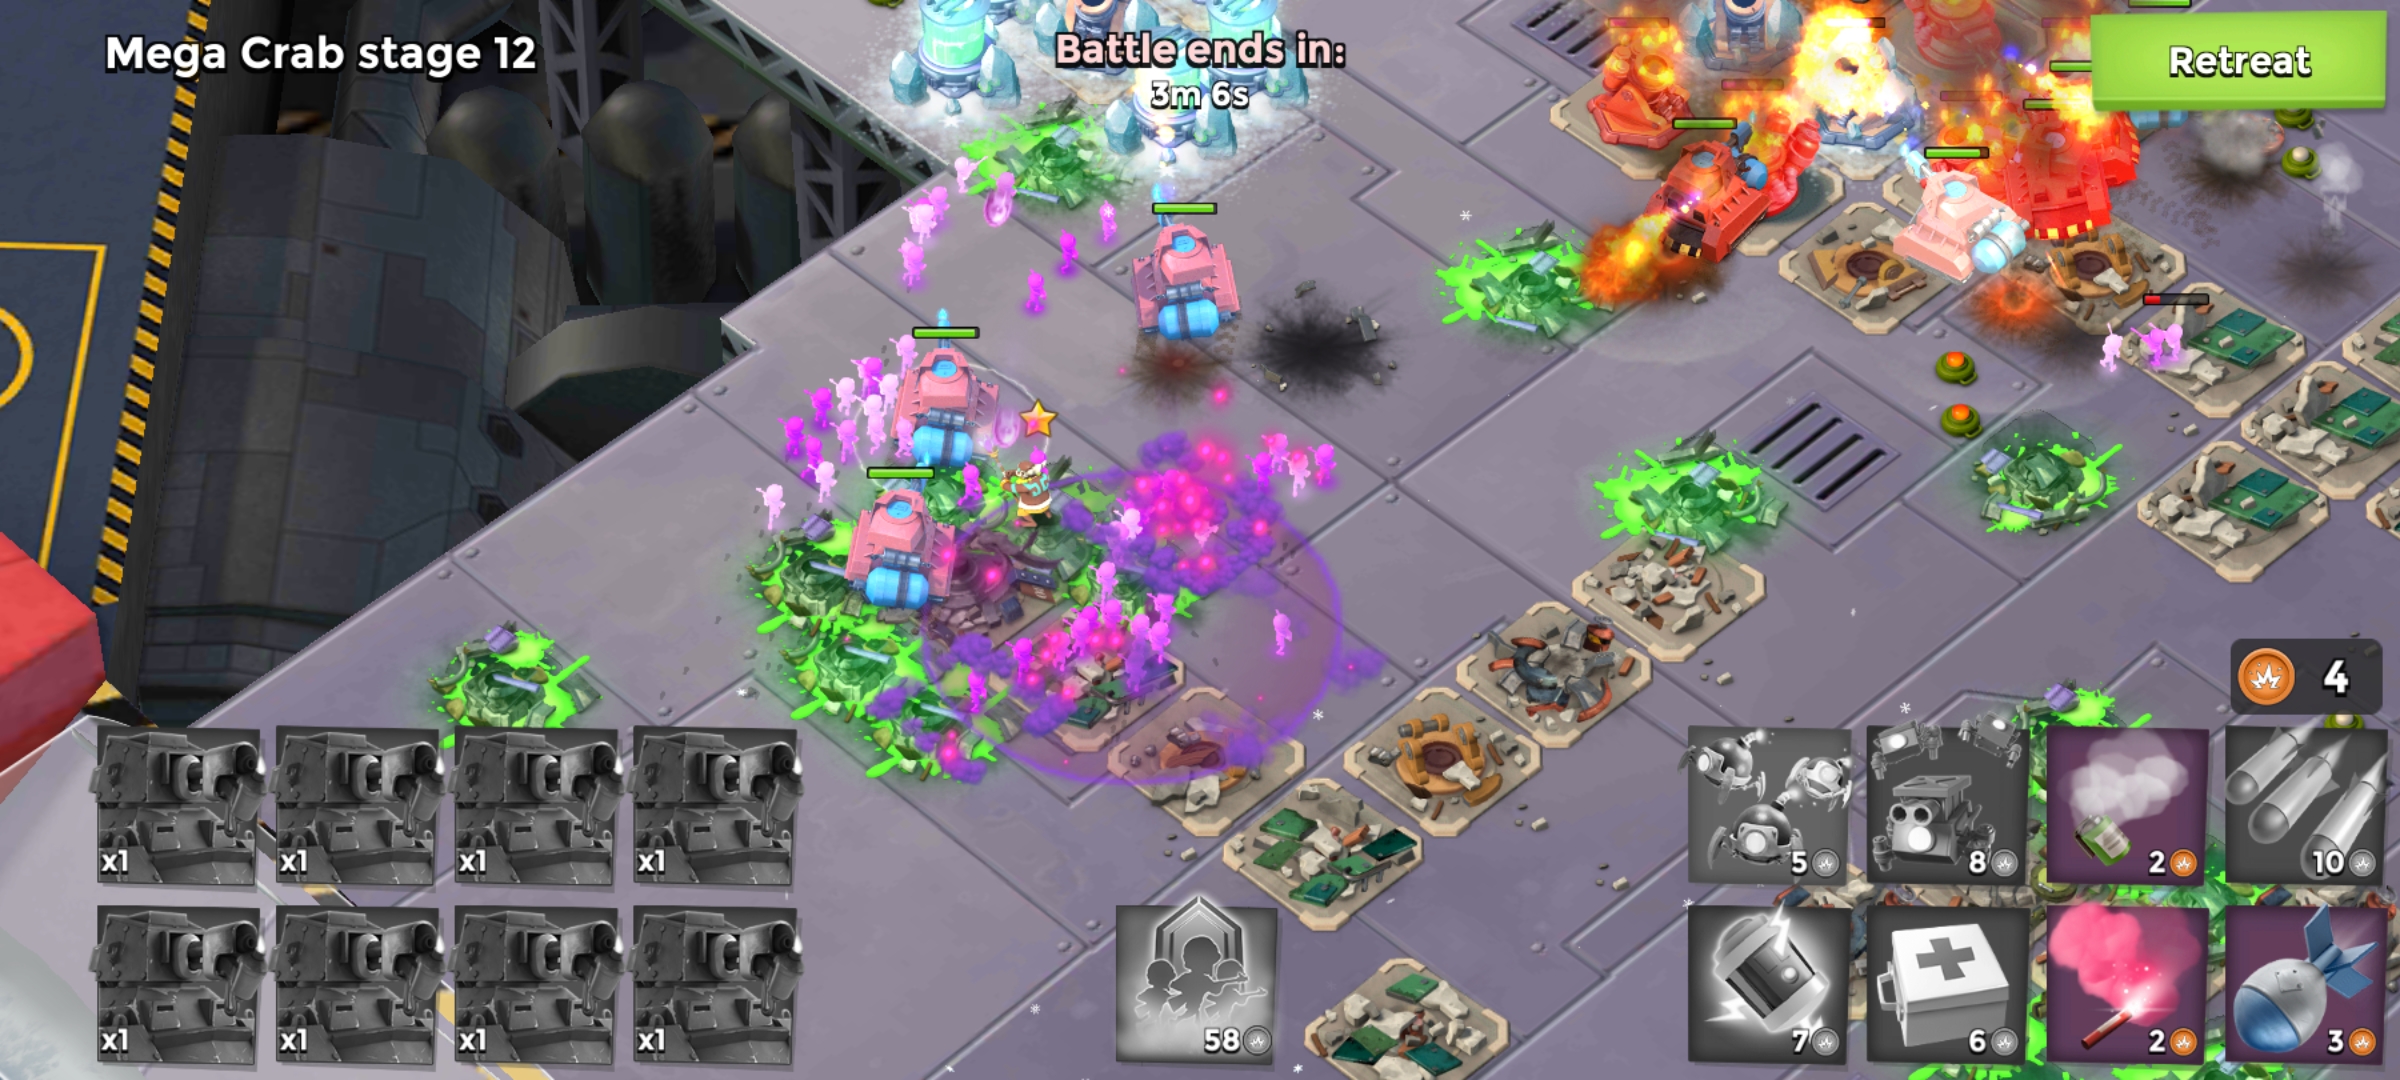 Mega Crab stage 12
Battle ends in:
3m 6s
Retreat
4
x1
x1
x1
x1
5
8
2
10
x1
x1
x1
x1
58
7
6
2
3